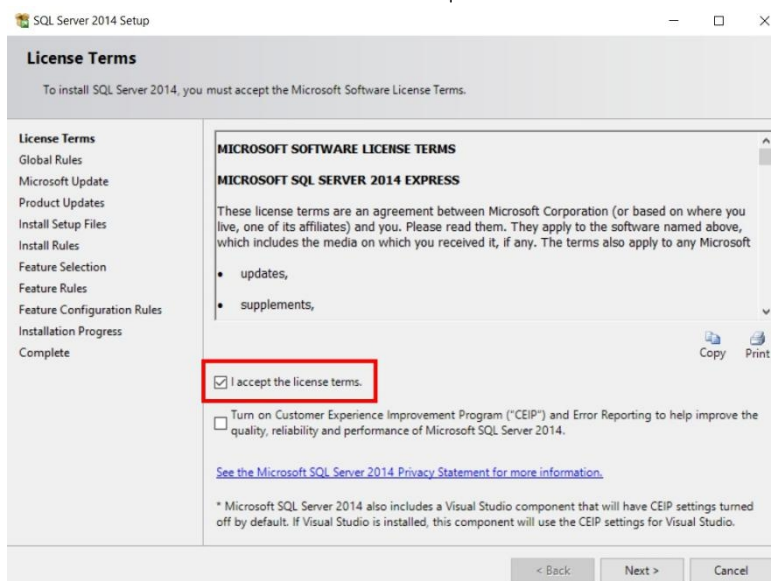 SQL Server 2014 Setup
License Terms
To install SQL Server 2014, you must accept the Microsoft Software License Terms.
License Terms
Global Rules
Microsoft Update
Product Updates
Install Setup Files
Install Rules
Feature Selection
Feature Rules
Feature Configuration Rules
Installation Progress
Complete
MICROSOFT SOFTWARE LICENSE TERMS
MICROSOFT SQL SERVER 2014 EXPRESS
These license terms are an agreement between Microsoft Corporation (or based on where you
live, one of its affiliates) and you. Please read them. They apply to the software named above,
which includes the media on which you received it, if any. The terms also apply to any Microsoft
• updates,
• supplements,
Copy Print
I accept the license terms.
Turn on Customer Experience Improvement Program ("CEIP") and Error Reporting to help improve the
quality, reliability and performance of Microsoft SQL Server 2014.
See the Microsoft SQL Server 2014 Privacy Statement for more information.
* Microsoft SQL Server 2014 also includes a Visual Studio component that will have CEIP settings turned
off by default. If Visual Studio is installed, this component will use the CEIP settings for Visual Studio.
< Back Next > Cancel